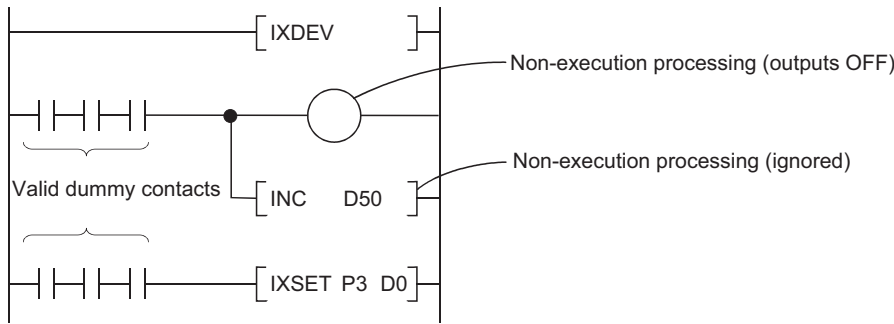 IXDEV
Non-execution processing (outputs OFF)
Non-execution processing (ignored)
Valid dummy contacts
INC D50
IXSET P3 D0